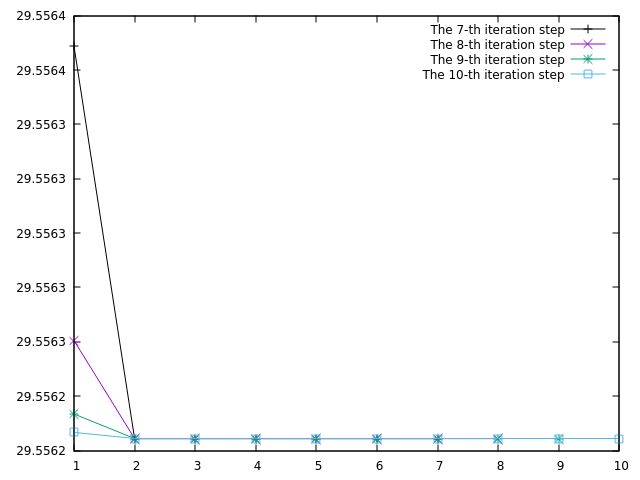 29.5564
29.5564
29.5563
29.5563
29.5563
29.5563
29.5563
29.5562
29.5562
The 7-th iteration step
The 8-th iteration step
The 9-th iteration step
The 10-th iteration step
1 2 3 4 5 6 7 8 9 10